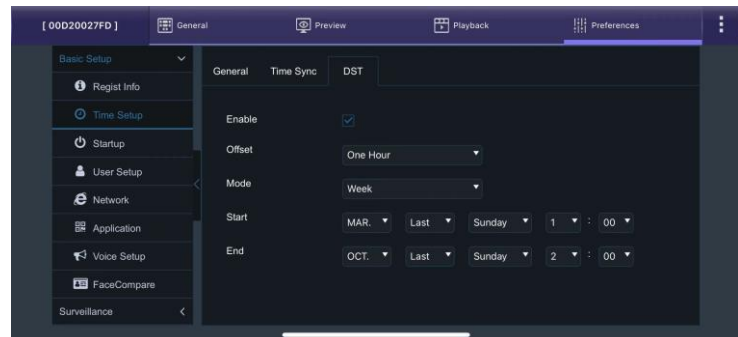 [ 00D20027FD ] General Preview Playback Preferences
Basic Setup
General Time Sync DST
Regist Info
Time Setup
Enable
Startup
Offset One Hour
User Setup
Mode Week
Network
Start MAR. Last Sunday 1 : 00
Application
End OCT. Last Sunday 2 : 00
Voice Setup
FaceCompare
Surveillance